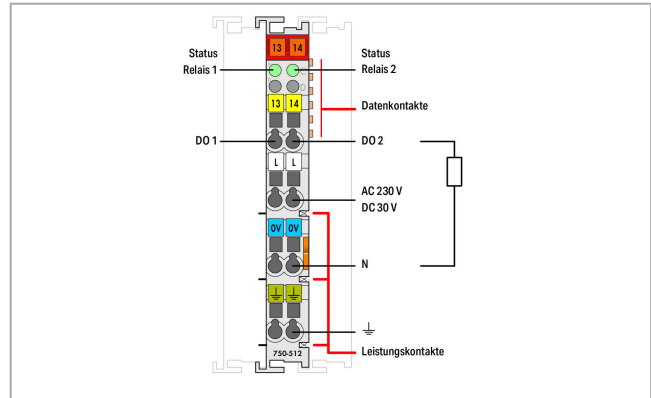 13 14
Status
Status
Relais 1
Relais 2
13 14
Datenkontakte
DO 1
DO 2
L L
AC 230 V
DC 30 V
0V 0V
N
750-512
Leistungskontakte